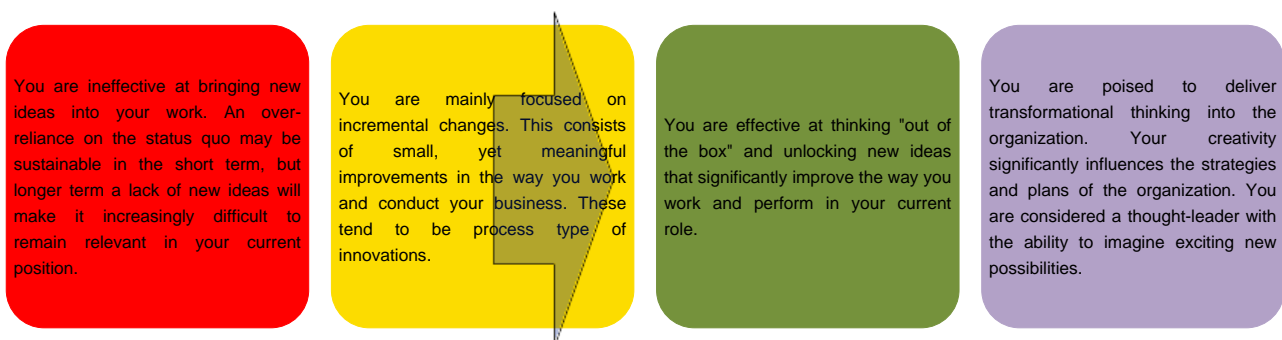 You are ineffective at bringing new
ideas into your work. An over-
reliance on the status quo may be
sustainable in the short term, but
longer term a lack of new ideas will
make it increasingly difficult to
remain relevant in your current
position.
You are mainly focused on
incremental changes. This consists
of small, yet meaningful
improvements in the way you work
and conduct your business. These
tend to be process type of
innovations.
You are effective at thinking "out of
the box" and unlocking new ideas
that significantly improve the way you
work and perform in your current
role.
You are poised to deliver
transformational thinking into the
organization. Your creativity
significantly influences the strategies
and plans of the organization. You
are considered a thought-leader with
the ability to imagine exciting new
possibilities.